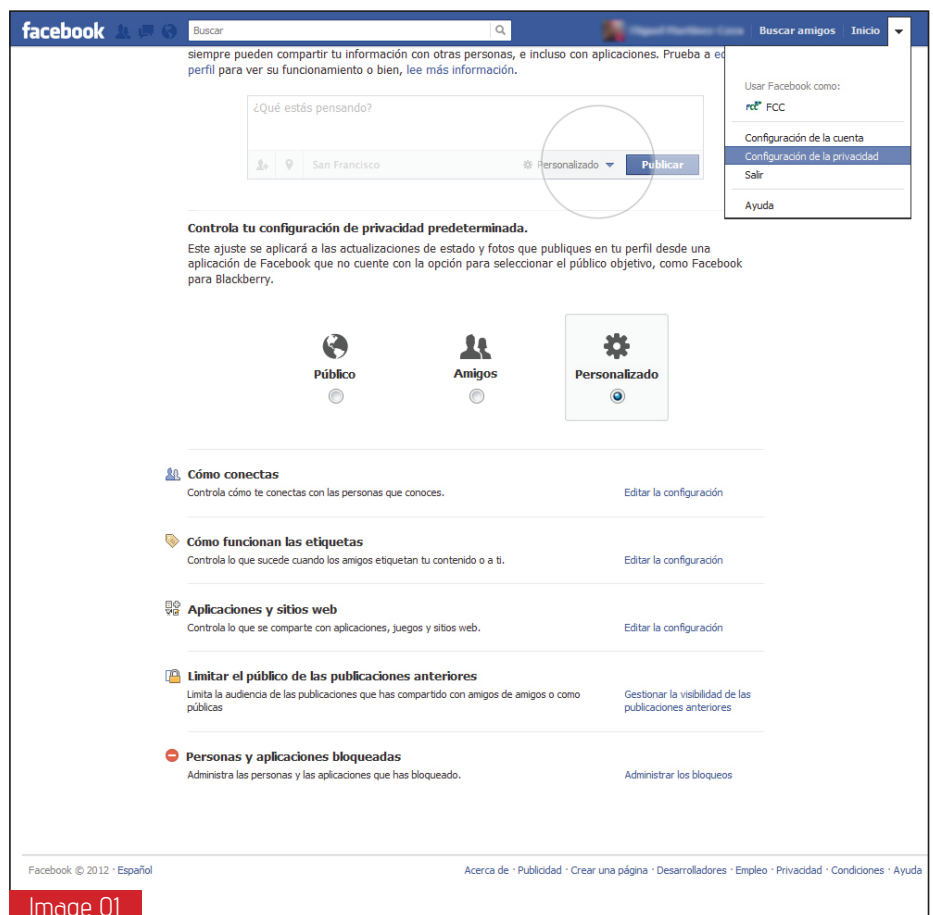 facebook
Buscar
Buscar amigos
Inicio
siempre pueden compartir tu información con otras personas, e incluso con aplicaciones. Prueba a
perfil para ver su funcionamiento o bien, lee más información.
¿Qué estás pensando?
San Francisco
Personalizado
Publicar
Usar Facebook como:
FCC
Configuración de la cuenta
Configuración de la privacidad
Salir
Ayuda
Controla tu configuración de privacidad predeterminada.
Este ajuste se aplicará a las actualizaciones de estado y fotos que publiques en tu perfil desde una
aplicación de Facebook que no cuente con la opción para seleccionar el público objetivo, como Facebook
para Blackberry.
Público
Amigos
Personalizado
Cómo conectas
Controla cómo te conectas con las personas que conoces.
Editar la configuración
Cómo funcionan las etiquetas
Controla lo que sucede cuando los amigos etiquetan tu contenido o a ti.
Editar la configuración
Aplicaciones y sitios web
Controla lo que se comparte con aplicaciones, juegos y sitios web.
Editar la configuración
Limitar el público de las publicaciones anteriores
Limita la audiencia de las publicaciones que has compartido con amigos de amigos o como
públicas
Gestionar la visibilidad de las
publicaciones anteriores
Personas y aplicaciones bloqueadas
Administra las personas y las aplicaciones que has bloqueado.
Administrar los bloqueos
Facebook © 2012 · Español
Acerca de · Publicidad · Crear una página · Desarrolladores · Empleo · Privacidad · Condiciones · Ayuda
Image 01